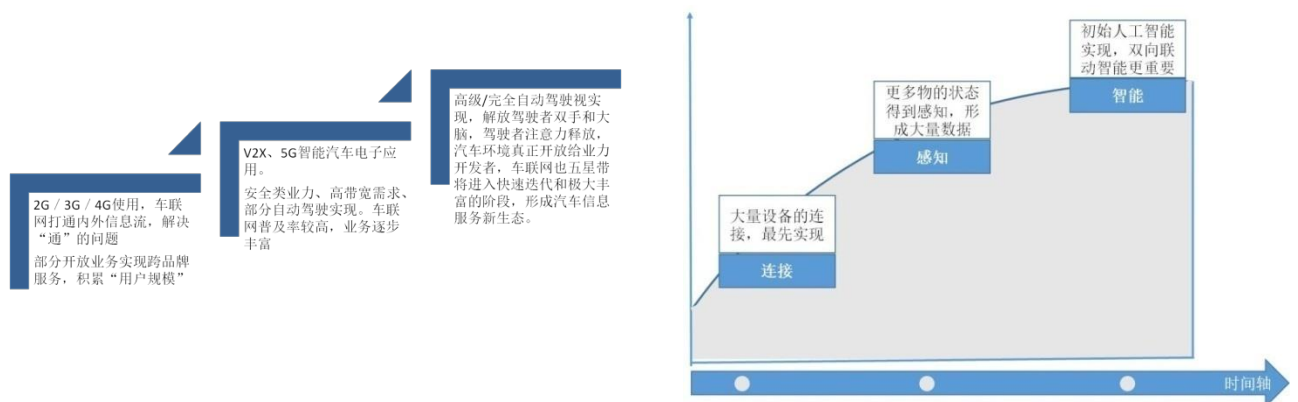 2G / 3G / 4G使用，车联
网打通内外信息流，解决
“通”的问题
部分开放业务实现跨品牌
服务，积累“用户规模”
V2X、5G智能汽车电子应
用。
安全类业力、高带宽需求、
部分自动驾驶实现。车联
网普及率较高，业务逐步
丰富
高级/完全自动驾驶视实
现，解放驾驶者双手和大
脑，驾驶者注意力释放，
汽车环境真正开放给业力
开发者，车联网也五星带
将进入快速迭代和极大丰
富的阶段，形成汽车信息
服务新生态。
大量设备的连
接，最先实现
连接
更多物的状态
得到感知，形
成大量数据
感知
初始人工智能
实现，双向联
动智能更重要
智能
时间轴